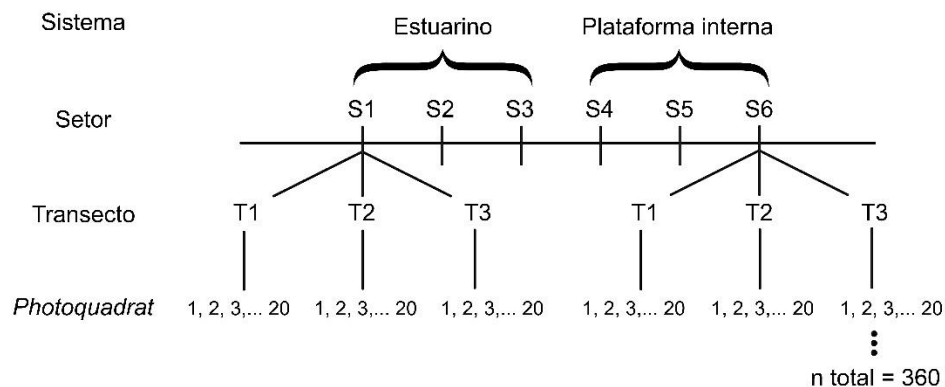 Sistema Estuarino Plataforma interna
Setor S1 S2 S3 S4 S5 S6
Transecto T1 T2 T3 T1 T2 T3
Photoquadrat 1, 2, 3,... 20 1, 2, 3,... 20 1, 2, 3,... 20 1, 2, 3,... 20 1, 2, 3,... 20 1, 2, 3,... 20
n total = 360